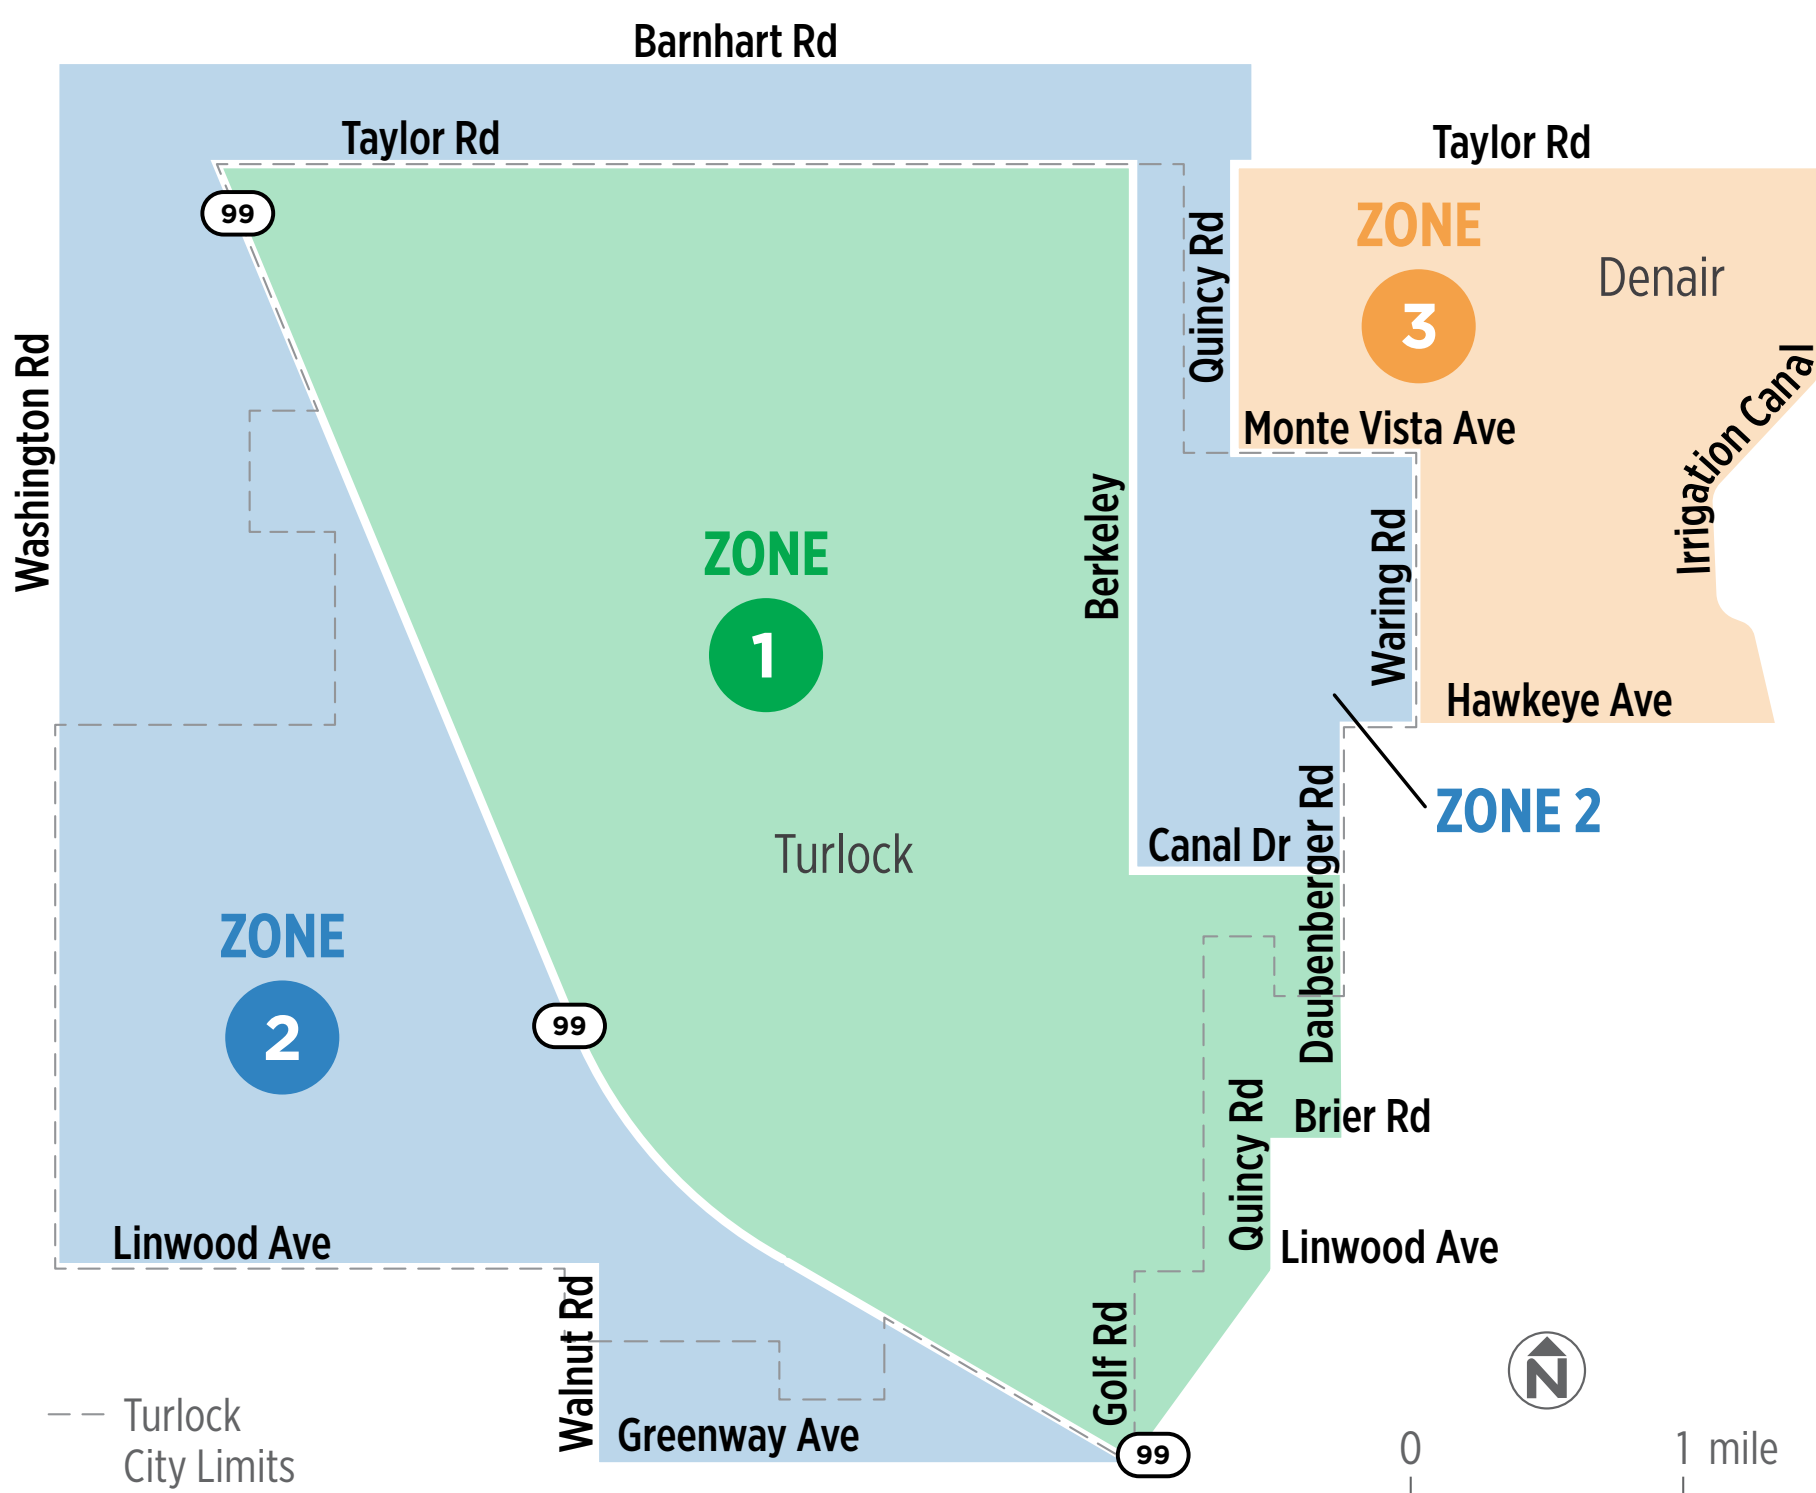 Barnhart Rd
Taylor Rd
Taylor Rd
99
ZONE
3
Denair
Quincy Rd
Washington Rd
Monte Vista Ave
Irrigation Canal
Berkeley
ZONE
1
Waring Rd
Hawkeye Ave
ZONE 2
Turlock
Canal Dr
Daubenberger Rd
ZONE
2
99
Quincy Rd
Brier Rd
Linwood Ave
Linwood Ave
Walnut Rd
Golf Rd
Greenway Ave
99
N
Turlock
City Limits
0
1 mile